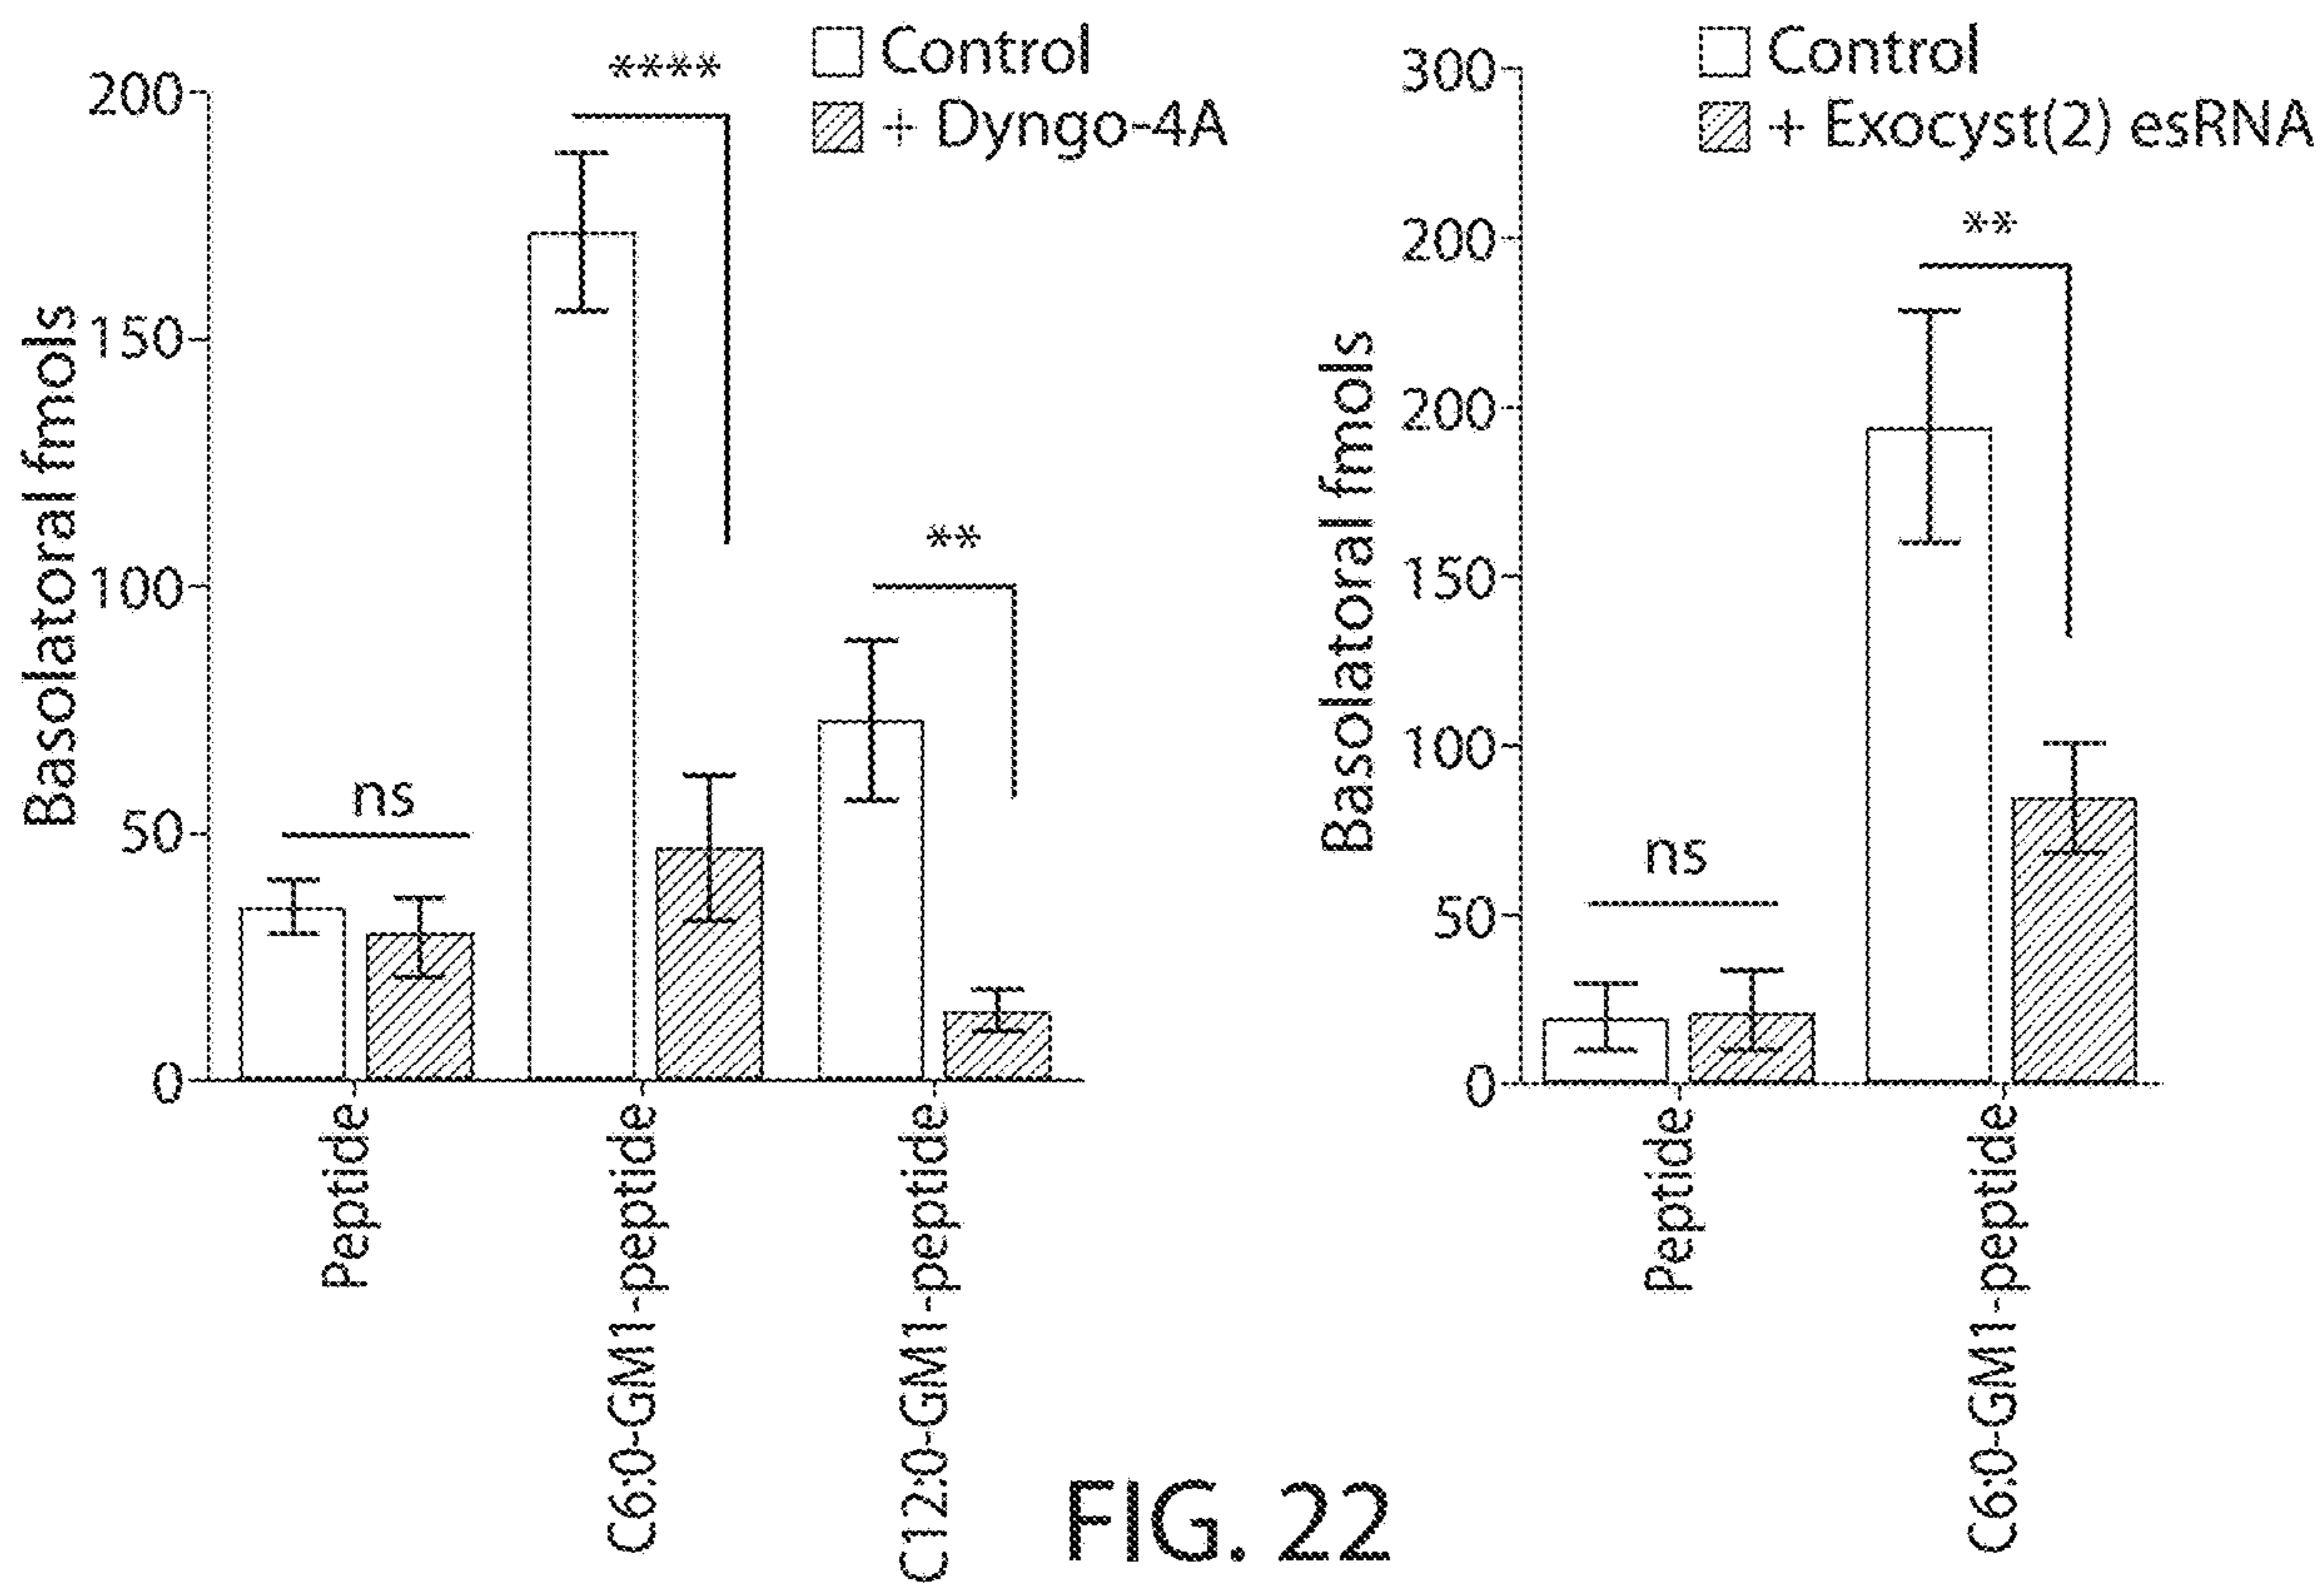 Control
+ Dyngo-4A
****
**
ns
Basolatoral fmols
200
150
100
50
0
Peptide
C6:0-GM1-peptide
C12:0-GM1-peptide
Control
+ Exocyst(2) esRNA
**
ns
Basolatoral fmols
300
200
200
150
100
50
0
Peptide
C6:0-GM1-peptide
FIG. 22